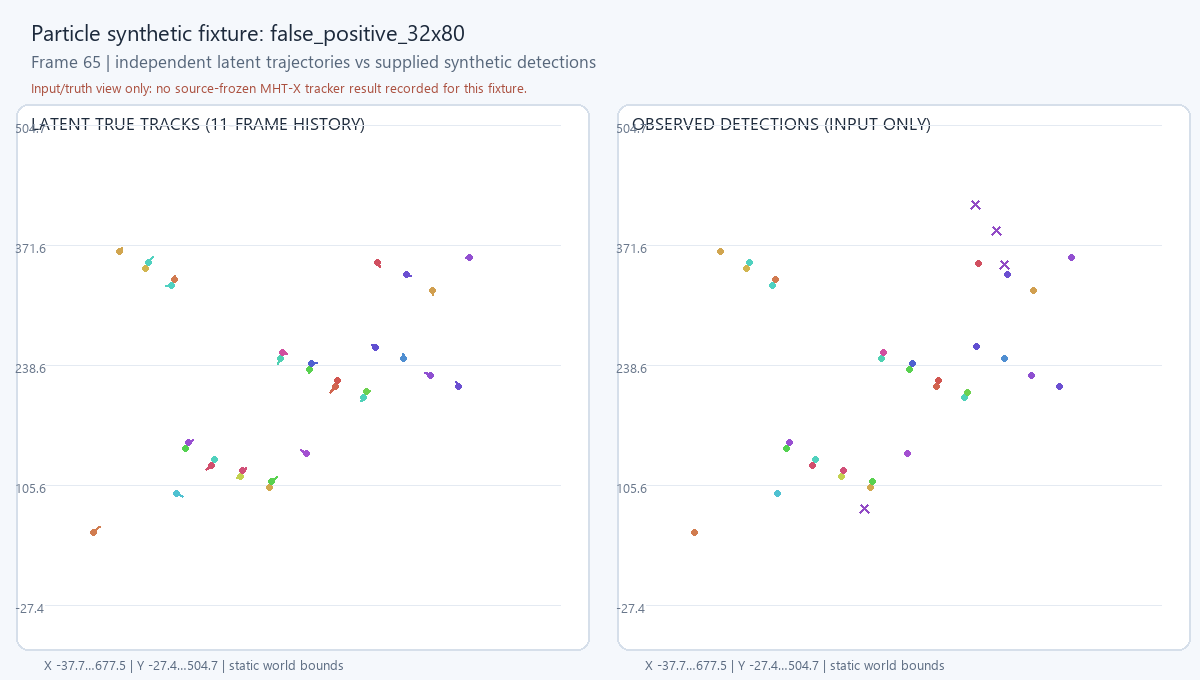 Particle synthetic fixture: false_positive_32x80
Frame 65 | independent latent trajectories vs supplied synthetic detections
Input/truth view only: no source-frozen MHT-X tracker result recorded for this fixture.
LATENT TRUE TRACKS (11-FRAME HISTORY)
504.7
371.6
238.6
105.6
-27.4
X -37.7...677.5 | Y -27.4...504.7 | static world bounds
OBSERVED DETECTIONS (INPUT ONLY)
504.7
371.6
238.6
105.6
-27.4
X -37.7...677.5 | Y -27.4...504.7 | static world bounds